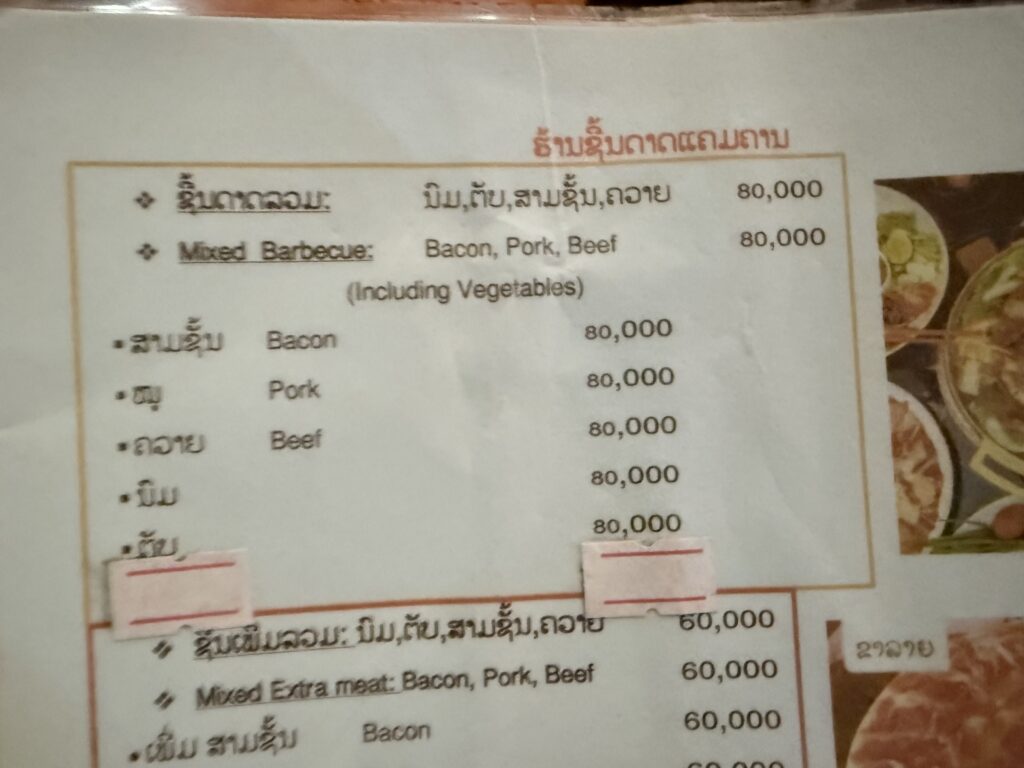 ຮ້ານຊີ້ນດາດແຄມຄານ
❖ ຊີ້ນດາດລວມ: ນົມ,ຕັບ,ສາມຊັ້ນ,ຄວາຍ 80,000
❖ Mixed Barbecue: Bacon, Pork, Beef 80,000
(Including Vegetables)
• ສາມຊັ້ນ Bacon 80,000
• ໝູ Pork 80,000
• ຄວາຍ Beef 80,000
• ນົມ 80,000
• ຕັບ 80,000
ຊີ້ນເພີ່ມລວມ: ນົມ,ຕັບ,ສາມຊັ້ນ,ຄວາຍ 60,000
Mixed Extra meat: Bacon, Pork, Beef 60,000
• ເພີ່ມ ສາມຊັ້ນ Bacon 60,000
ຂາລາຍ